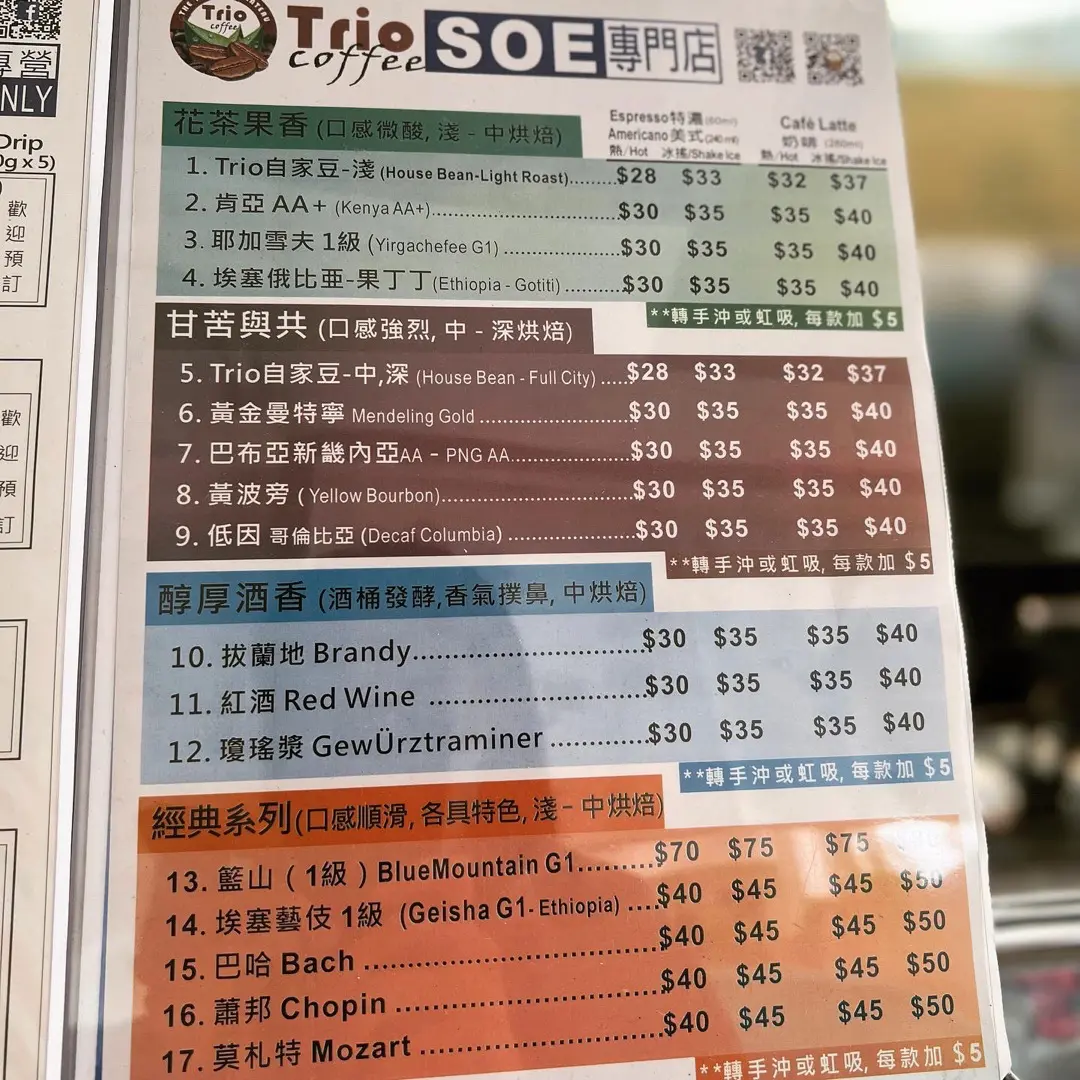 專營
NLY
Drip
0g x 5)
歡
迎
預
訂
歡
迎
預
訂
Trio
coffee
Trio
coffee
SOE專門店
花茶果香 (口感微酸, 淺 - 中烘焙)
Espresso特濃 (60ml)
Americano 美式 (240ml)
熱/Hot 冰搖/Shake Ice
Café Latte
奶啡 (280ml)
熱/Hot 冰搖/Shake Ice
1. Trio自家豆-淺 (House Bean-Light Roast)........$28 $33 $32 $37
2. 肯亞 AA+ (Kenya AA+)............................$30 $35 $35 $40
3. 耶加雪夫 1級 (Yirgachefee G1) .................$30 $35 $35 $40
4. 埃塞俄比亞-果丁丁(Ethiopia - Gotiti) .........$30 $35 $35 $40
**轉手沖或虹吸, 每款加 $5
甘苦與共 (口感強烈, 中 - 深烘焙)
5. Trio自家豆-中,深 (House Bean - Full City) .....$28 $33 $32 $37
6. 黃金曼特寧 Mendeling Gold ......................$30 $35 $35 $40
7. 巴布亞新畿內亞AA - PNG AA..................$30 $35 $35 $40
8. 黃波旁 ( Yellow Bourbon)...........................$30 $35 $35 $40
9. 低因 哥倫比亞 (Decaf Columbia) ..................$30 $35 $35 $40
**轉手沖或虹吸, 每款加 $5
醇厚酒香 (酒桶發酵,香氣撲鼻, 中烘焙)
10. 拔蘭地 Brandy.................................$30 $35 $35 $40
11. 紅酒 Red Wine ...............................$30 $35 $35 $40
12. 瓊瑤漿 GewÜrztraminer ..............$30 $35 $35 $40
**轉手沖或虹吸, 每款加 $5
經典系列(口感順滑, 各具特色, 淺 - 中烘焙)
13. 籃山 ( 1級 ) BlueMountain G1.........$70 $75 $75
14. 埃塞藝伎 1級 (Geisha G1- Ethiopia) ....$40 $45 $45 $50
15. 巴哈 Bach ....................................$40 $45 $45 $50
16. 蕭邦 Chopin ................................$40 $45 $45 $50
17. 莫札特 Mozart .............................$40 $45 $45 $50
**轉手沖或虹吸, 每款加 $5